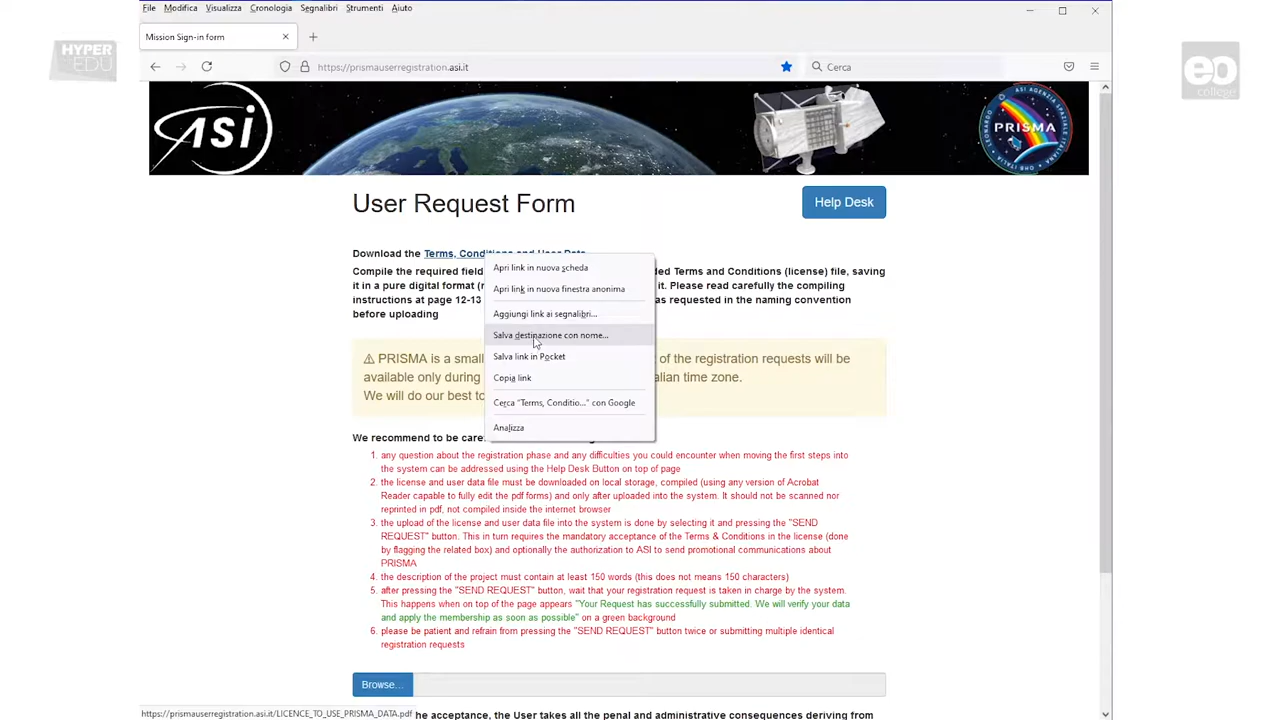 File Modifica Visualizza Cronologia Segnalibri Strumenti Aiuto
HYPER
EDU
Mission Sign-in form
https://prismauserregistration.asi.it
Cerca
eo
college
ASI
ASI AGENZIA SPAZIALE ITALIANA
PRISMA
LEONARDO
OHB ITALIA
User Request Form
Help Desk
Download the Terms, Conditions and User Data
Compile the required field ded Terms and Conditions (license) file, saving
it in a pure digital format ( it. Please read carefully the compiling
instructions at page 12-13 as requested in the naming convention
before uploading
Apri link in nuova scheda
Apri link in nuova finestra anonima
Aggiungi link ai segnalibri...
Salva destinazione con nome...
Salva link in Pocket
Copia link
Cerca "Terms, Conditio..." con Google
Analizza
⚠ PRISMA is a small of the registration requests will be
available only during alian time zone.
We will do our best to
We recommend to be care
1. any question about the registration phase and any difficulties you could encounter when moving the first steps into
the system can be addressed using the Help Desk Button on top of page
2. the license and user data file must be downloaded on local storage, compiled (using any version of Acrobat
Reader capable to fully edit the pdf forms) and only after uploaded into the system. It should not be scanned nor
reprinted in pdf, not compiled inside the internet browser
3. the upload of the license and user data file into the system is done by selecting it and pressing the "SEND
REQUEST" button. This in turn requires the mandatory acceptance of the Terms & Conditions in the license (done
by flagging the related box) and optionally the authorization to ASI to send promotional communications about
PRISMA
4. the description of the project must contain at least 150 words (this does not means 150 characters)
5. after pressing the "SEND REQUEST" button, wait that your registration request is taken in charge by the system.
This happens when on top of the page appears "Your Request has successfully submitted. We will verify your data
and apply the membership as soon as possible" on a green background
6. please be patient and refrain from pressing the "SEND REQUEST" button twice or submitting multiple identical
registration requests
Browse...
https://prismauserregistration.asi.it/LICENCE_TO_USE_PRISMA_DATA.pdf the acceptance, the User takes all the penal and administrative consequences deriving from